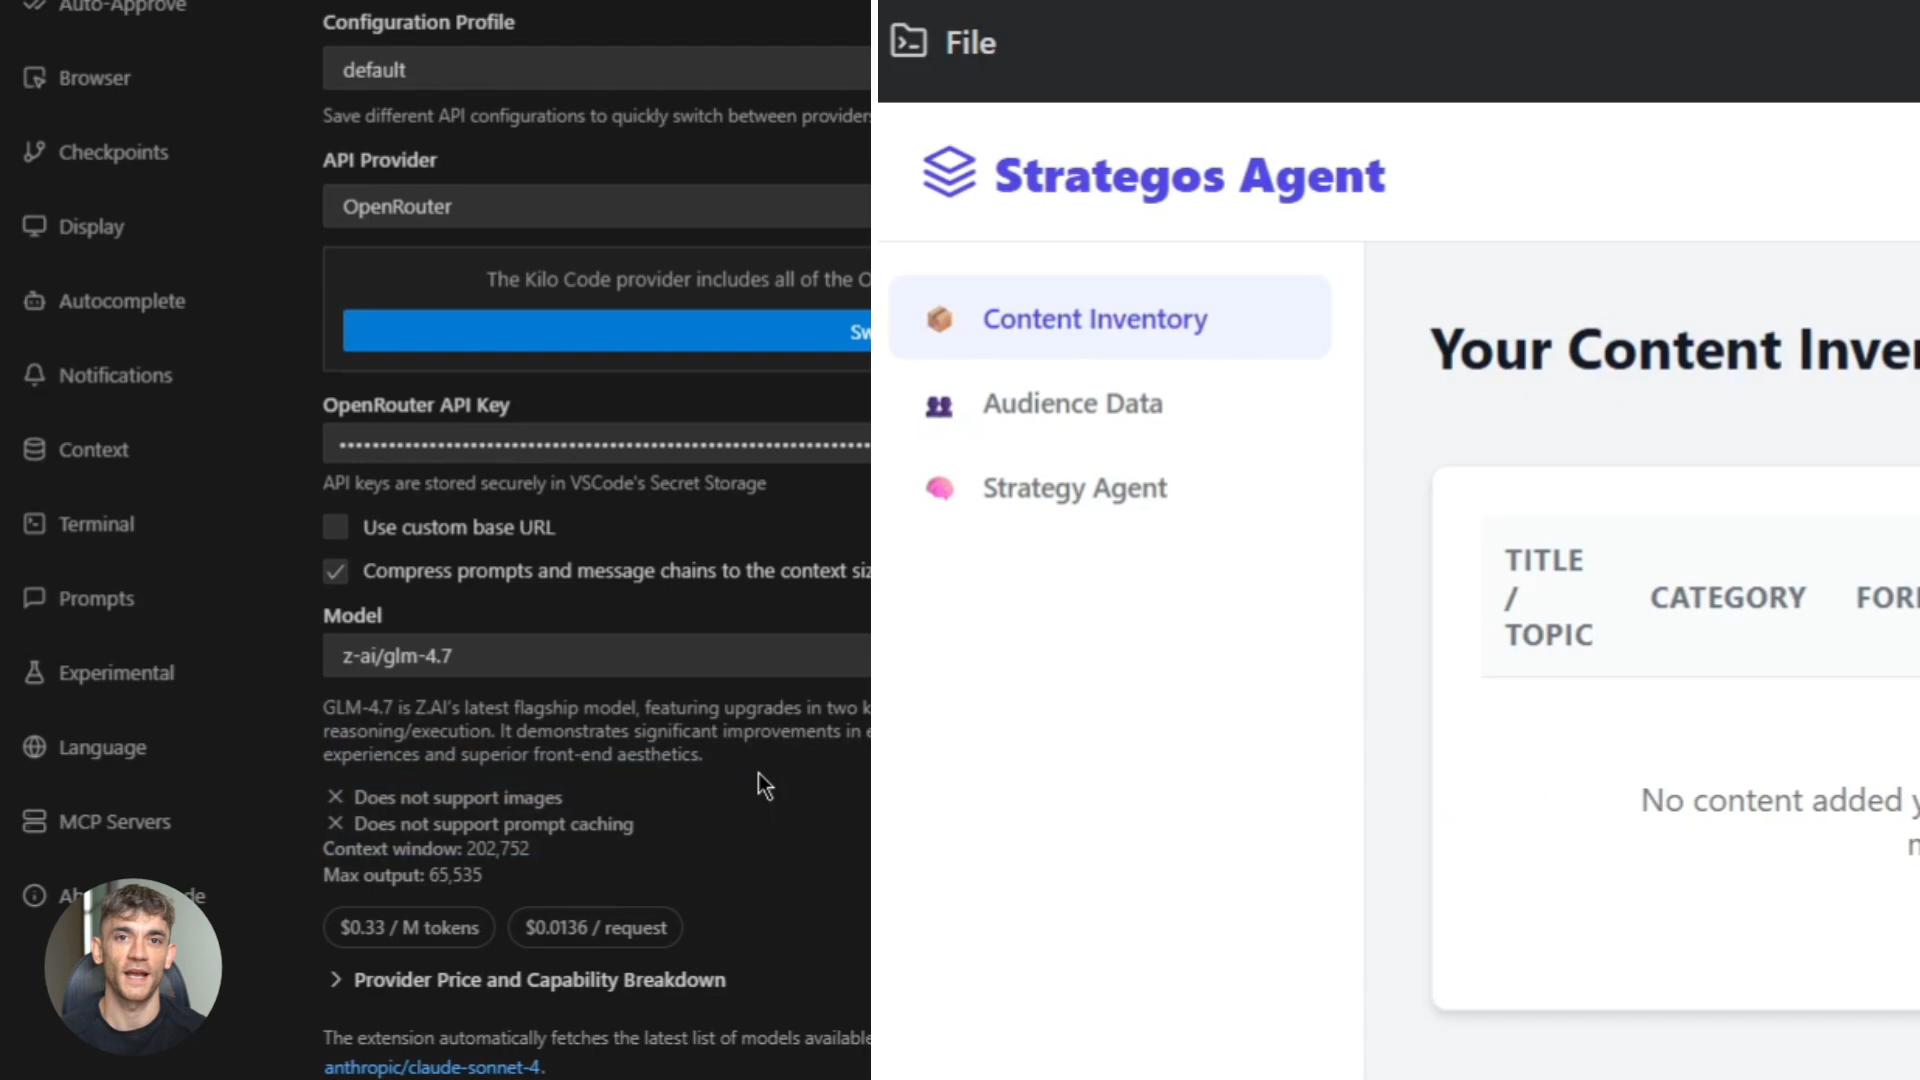 Auto-Approve
Browser
Checkpoints
Display
Autocomplete
Notifications
Context
Terminal
Prompts
Experimental
Language
MCP Servers
Configuration Profile
default
Save different API configurations to quickly switch between providers
API Provider
OpenRouter
The Kilo Code provider includes all of the O
Sw
OpenRouter API Key
API keys are stored securely in VSCode's Secret Storage
Use custom base URL
Compress prompts and message chains to the context siz
Model
z-ai/glm-4.7
GLM-4.7 is Z.AI's latest flagship model, featuring upgrades in two k
reasoning/execution. It demonstrates significant improvements in e
experiences and superior front-end aesthetics.
Does not support images
Does not support prompt caching
Context window: 202,752
Max output: 65,535
$0.33 / M tokens
$0.0136 / request
Provider Price and Capability Breakdown
The extension automatically fetches the latest list of models available
anthropic/claude-sonnet-4.
File
Strategos Agent
Content Inventory
Audience Data
Strategy Agent
Your Content Inver
TITLE
/
TOPIC
CATEGORY
FOR
No content added y